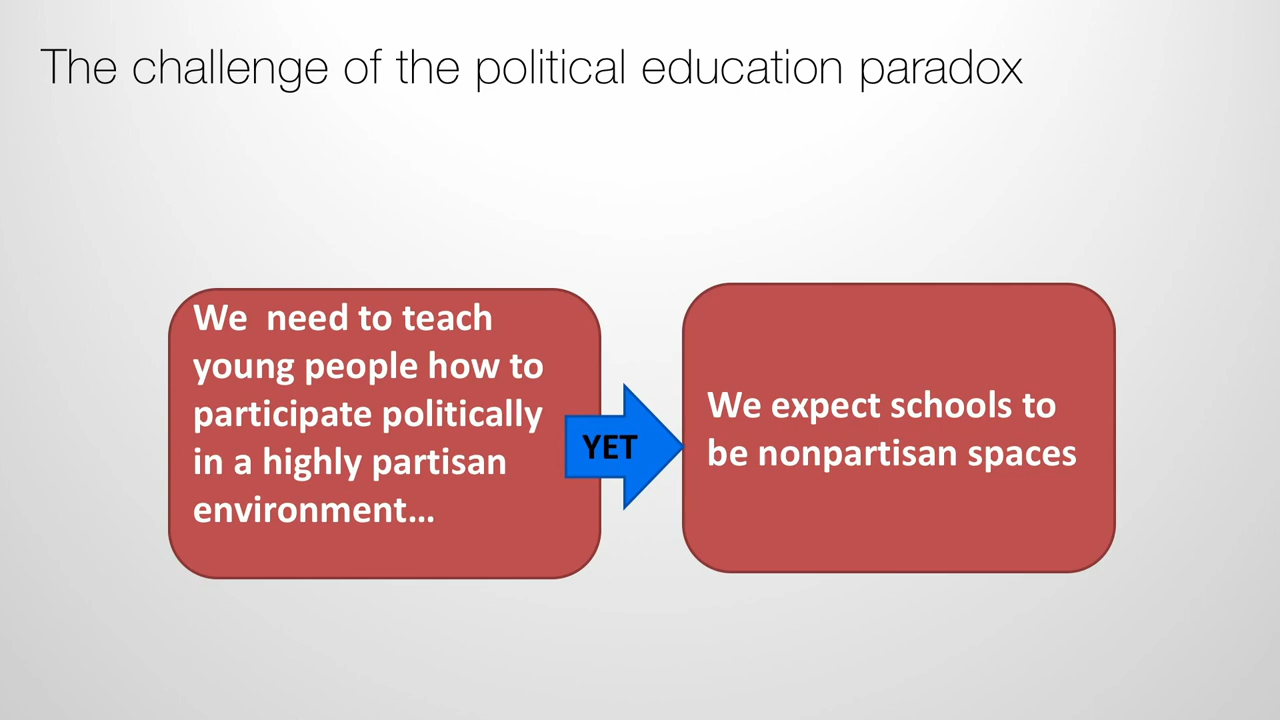 The challenge of the political education paradox
We  need to teach
young people how to
participate politically
in a highly partisan
environment…
YET
We expect schools to
be nonpartisan spaces